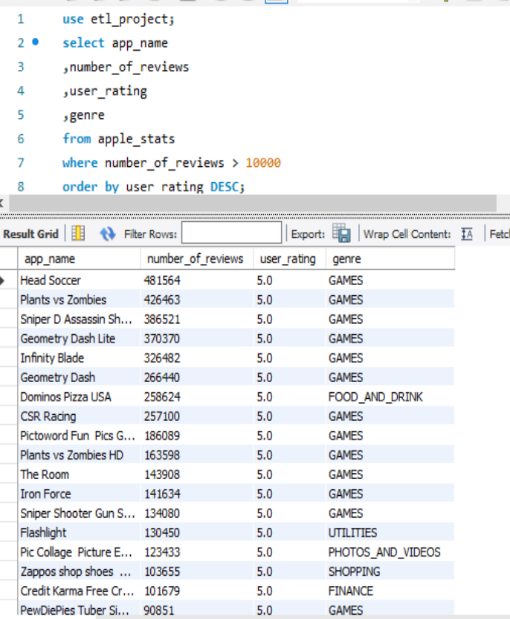 1 use etl_project;
2 select app_name
3 ,number_of_reviews
4 ,user_rating
5 ,genre
6 from apple_stats
7 where number_of_reviews > 10000
8 order by user_rating DESC;
Result Grid Filter Rows: Export: Wrap Cell Content: IA Fetc
app_name number_of_reviews user_rating genre
Head Soccer 481564 5.0 GAMES
Plants vs Zombies 426463 5.0 GAMES
Sniper D Assassin Sh... 386521 5.0 GAMES
Geometry Dash Lite 370370 5.0 GAMES
Infinity Blade 326482 5.0 GAMES
Geometry Dash 266440 5.0 GAMES
Dominos Pizza USA 258624 5.0 FOOD_AND_DRINK
CSR Racing 257100 5.0 GAMES
Pictoword Fun Pics G... 186089 5.0 GAMES
Plants vs Zombies HD 163598 5.0 GAMES
The Room 143908 5.0 GAMES
Iron Force 141634 5.0 GAMES
Sniper Shooter Gun S... 134080 5.0 GAMES
Flashlight 130450 5.0 UTILITIES
Pic Collage Picture E... 123433 5.0 PHOTOS_AND_VIDEOS
Zappos shop shoes ... 103655 5.0 SHOPPING
Credit Karma Free Cr... 101679 5.0 FINANCE
PewDiePies Tuber Si... 90851 5.0 GAMES